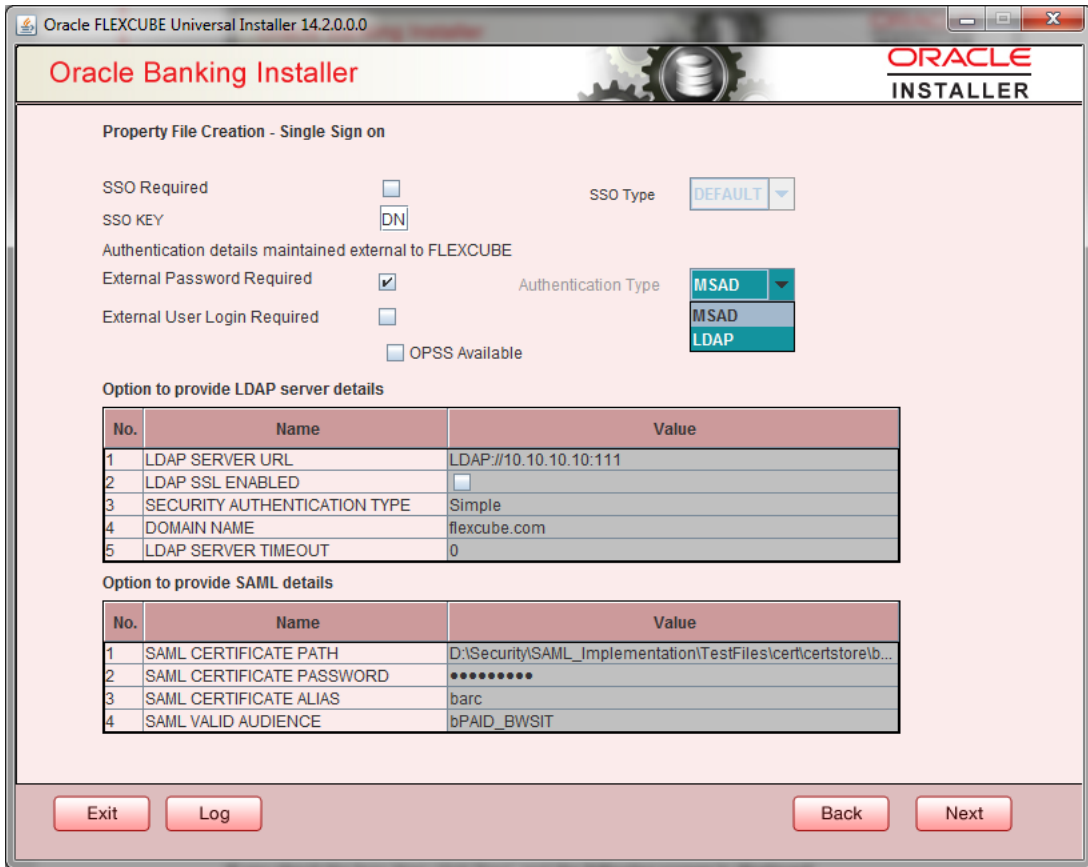 Oracle FLEXCUBE Universal Installer 14.2.0.0.0
Oracle Banking Installer
ORACLE
INSTALLER
Property File Creation - Single Sign on
SSO Required SSO Type DEFAULT
SSO KEY DN
Authentication details maintained external to FLEXCUBE
External Password Required Authentication Type MSAD
External User Login Required MSAD
LDAP
OPSS Available
Option to provide LDAP server details
No. Name Value
1 LDAP SERVER URL LDAP://10.10.10.10:111
2 LDAP SSL ENABLED
3 SECURITY AUTHENTICATION TYPE Simple
4 DOMAIN NAME flexcube.com
5 LDAP SERVER TIMEOUT 0
Option to provide SAML details
No. Name Value
1 SAML CERTIFICATE PATH D:\Security\SAML_Implementation\TestFiles\cert\certstore\b...
2 SAML CERTIFICATE PASSWORD •••••••••
3 SAML CERTIFICATE ALIAS barc
4 SAML VALID AUDIENCE bPAID_BWSIT
Exit Log Back Next